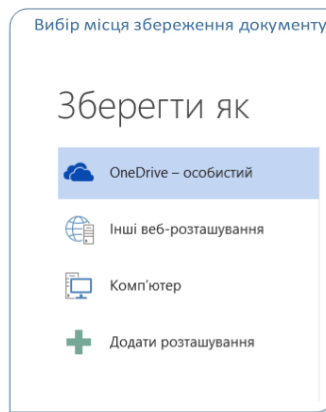 Вибір місця збереження документу
Зберегти як
OneDrive – особистий
Інші веб-розташування
Комп'ютер
Додати розташування